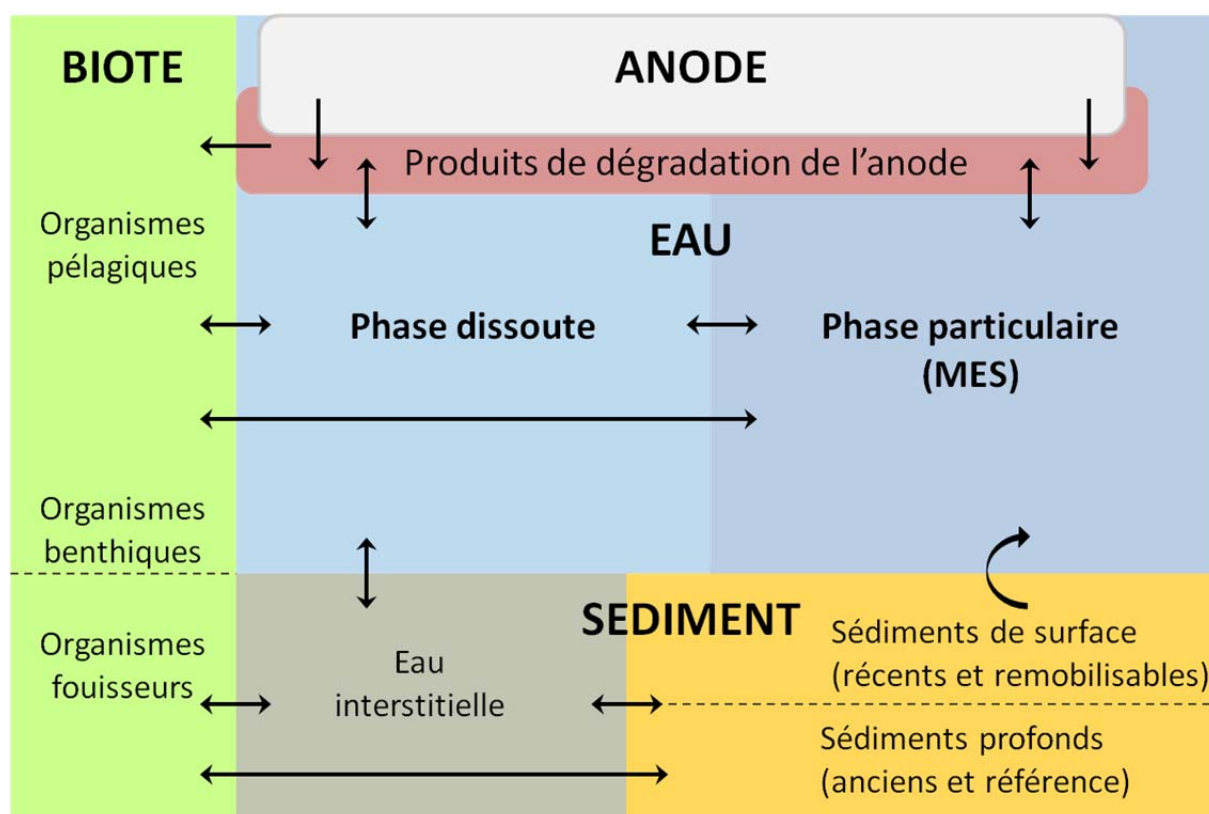 BIOTE
ANODE
Produits de dégradation de l'anode
Organismes
pélagiques
EAU
Phase dissoute
Phase particulaire
(MES)
Organismes
benthiques
SEDIMENT
Organismes
fouisseurs
Eau
interstitielle
Sédiments de surface
(récents et remobilisables)
Sédiments profonds
(anciens et référence)